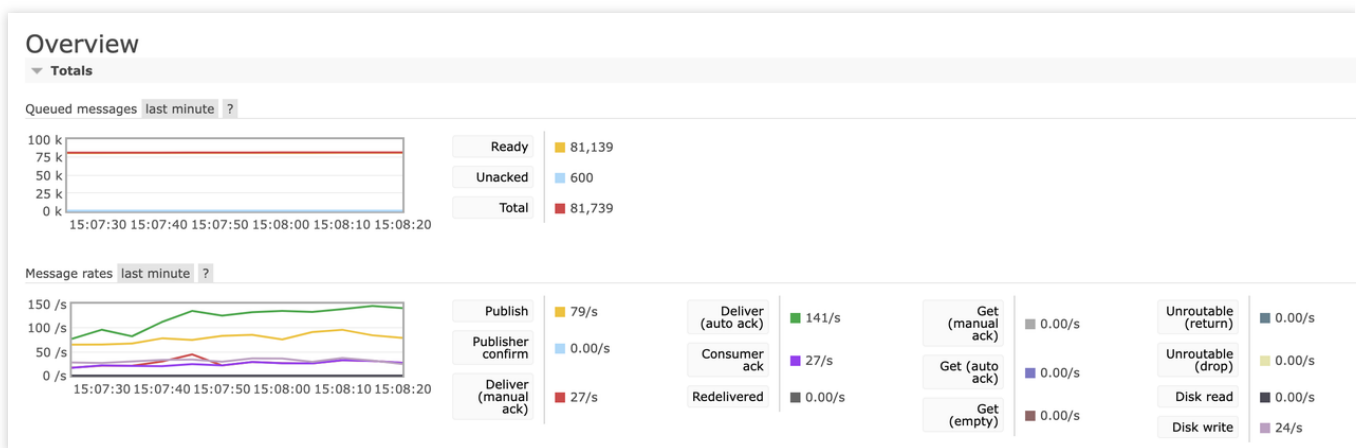 Overview
Totals
Queued messages last minute ?
100 k
75 k
50 k
25 k
0 k
15:07:30 15:07:40 15:07:50 15:08:00 15:08:10 15:08:20
Ready 81,139
Unacked 600
Total 81,739
Message rates last minute ?
150 /s
100 /s
50 /s
0 /s
15:07:30 15:07:40 15:07:50 15:08:00 15:08:10 15:08:20
Publish 79/s
Publisher
confirm 0.00/s
Deliver
(manual
ack) 27/s
Deliver
(auto ack) 141/s
Consumer
ack 27/s
Redelivered 0.00/s
Get
(manual
ack) 0.00/s
Get (auto
ack) 0.00/s
Get
(empty) 0.00/s
Unroutable
(return) 0.00/s
Unroutable
(drop) 0.00/s
Disk read 0.00/s
Disk write 24/s